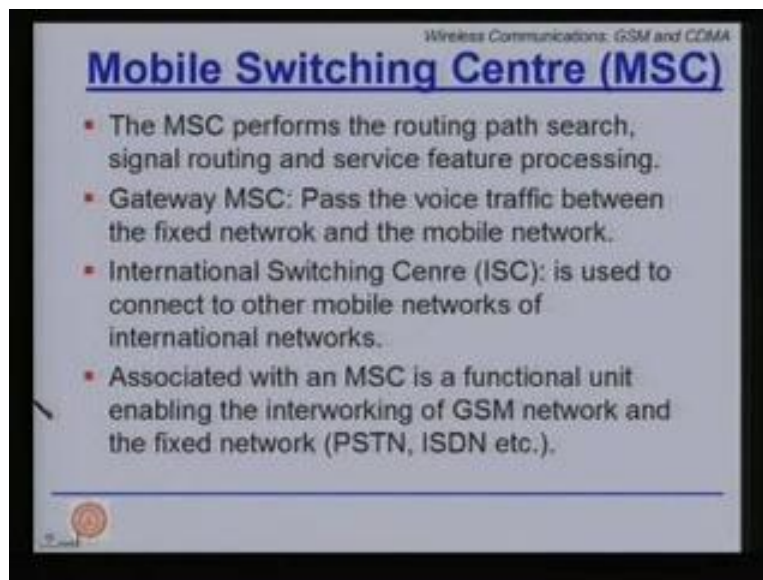 Wireless Communications: GSM and CDMA
Mobile Switching Centre (MSC)
▪ The MSC performs the routing path search,
signal routing and service feature processing.
▪ Gateway MSC: Pass the voice traffic between
the fixed netwrok and the mobile network.
▪ International Switching Cenre (ISC): is used to
connect to other mobile networks of
international networks.
▪ Associated with an MSC is a functional unit
enabling the interworking of GSM network and
the fixed network (PSTN, ISDN etc.).